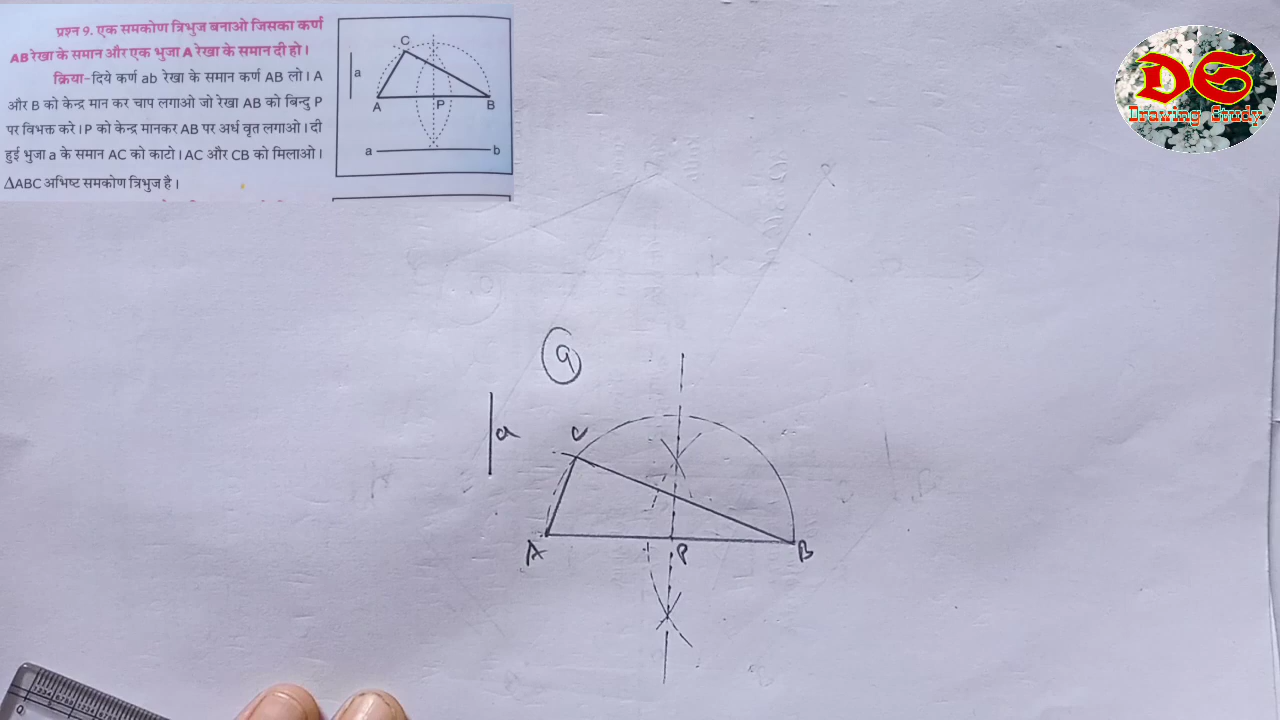 प्रश्न 9. एक समकोण त्रिभुज बनाओ जिसका कर्ण
AB रेखा के समान और एक भुजा A रेखा के समान दी हो।
क्रिया-दिये कर्ण ab रेखा के समान कर्ण AB लो। A
और B को केन्द्र मान कर चाप लगाओ जो रेखा AB को बिन्दु P
पर विभक्त करे। P को केन्द्र मानकर AB पर अर्ध वृत लगाओ। दी
हुई भुजा a के समान AC को काटो। AC और CB को मिलाओ।
ΔABC अभिष्ट समकोण त्रिभुज है।
C
a
A P B
a b
DS
Drawing Study
9
a
C
A P B